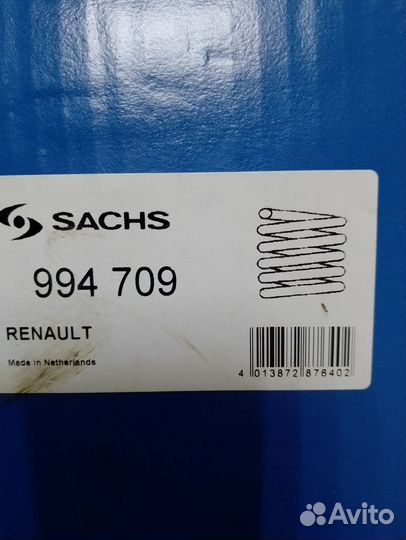 SACHS
994 709
RENAULT
Made in Netherlands
4 013872 876402
Avito